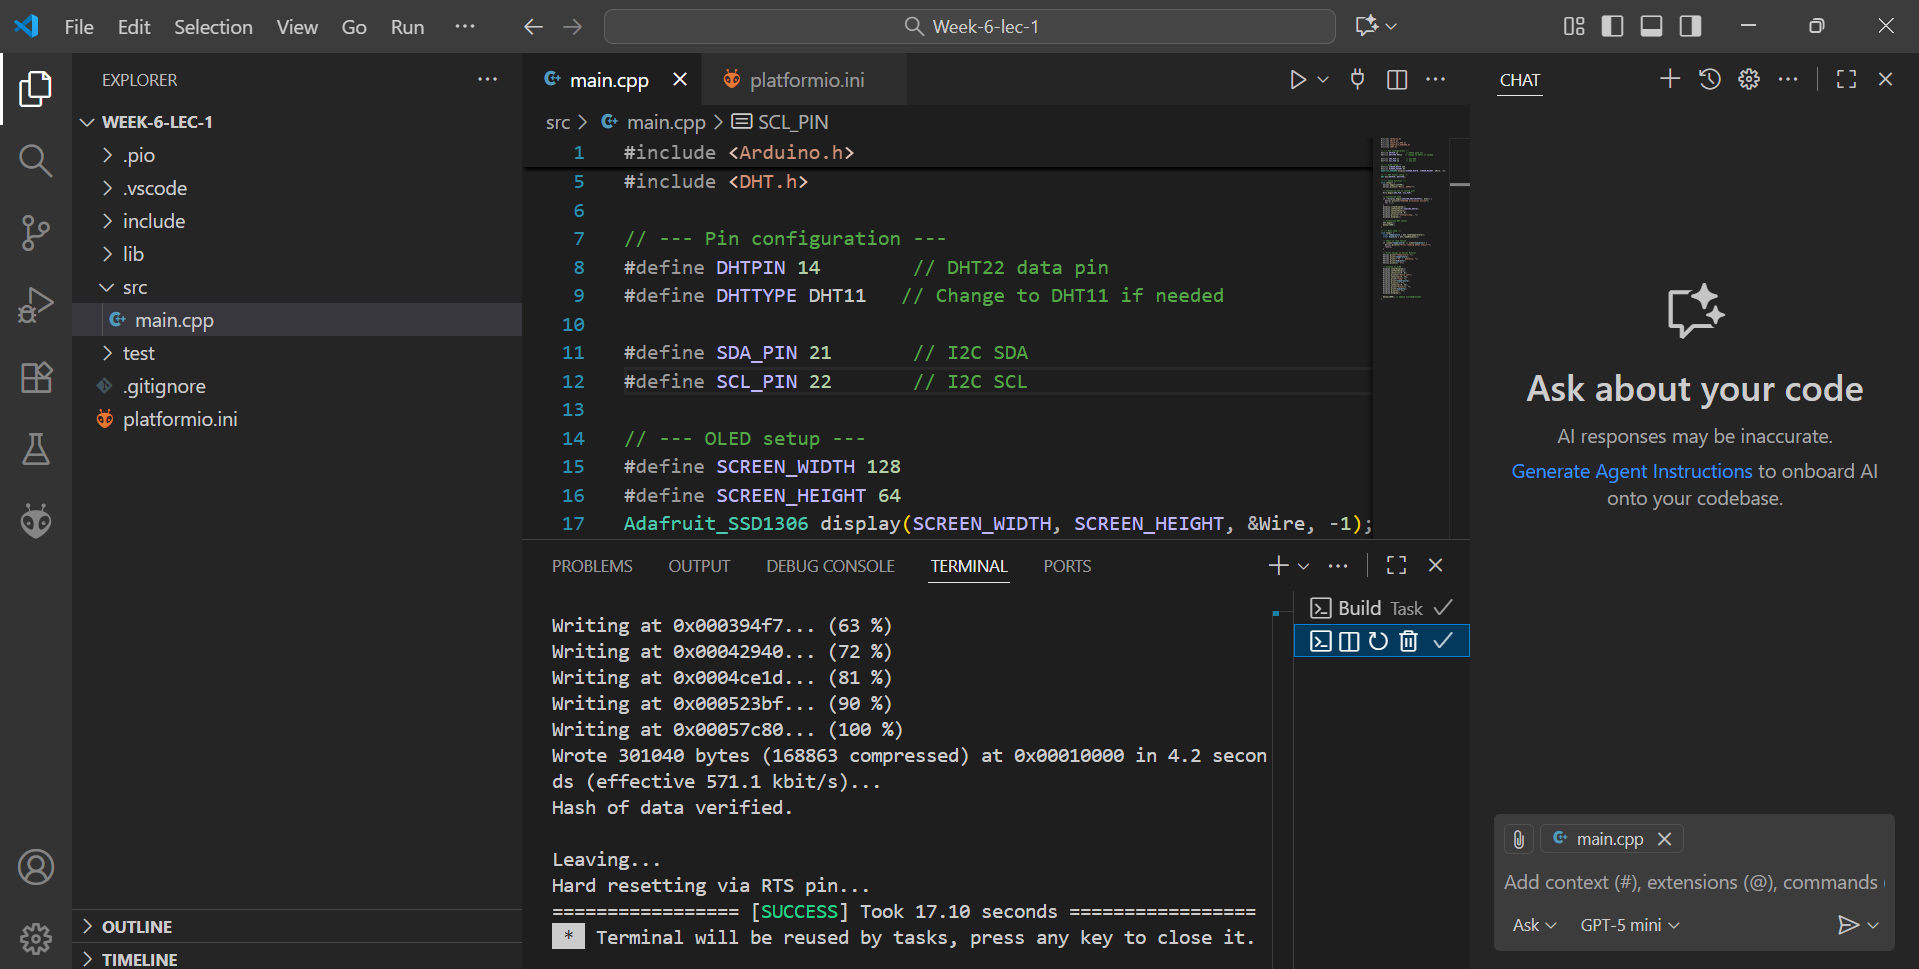 File Edit Selection View Go Run ···
Week-6-lec-1
EXPLORER
WEEK-6-LEC-1
.pio
.vscode
include
lib
src
main.cpp
test
.gitignore
platformio.ini
OUTLINE
TIMELINE
main.cpp
platformio.ini
src > main.cpp > SCL_PIN
1 #include <Arduino.h>
5 #include <DHT.h>
6
7 // --- Pin configuration ---
8 #define DHTPIN 14 // DHT22 data pin
9 #define DHTTYPE DHT11 // Change to DHT11 if needed
10
11 #define SDA_PIN 21 // I2C SDA
12 #define SCL_PIN 22 // I2C SCL
13
14 // --- OLED setup ---
15 #define SCREEN_WIDTH 128
16 #define SCREEN_HEIGHT 64
17 Adafruit_SSD1306 display(SCREEN_WIDTH, SCREEN_HEIGHT, &Wire, -1);
PROBLEMS OUTPUT DEBUG CONSOLE TERMINAL PORTS
Writing at 0x000394f7... (63 %)
Writing at 0x00042940... (72 %)
Writing at 0x0004ce1d... (81 %)
Writing at 0x000523bf... (90 %)
Writing at 0x00057c80... (100 %)
Wrote 301040 bytes (168863 compressed) at 0x00010000 in 4.2 secon
ds (effective 571.1 kbit/s)...
Hash of data verified.
Leaving...
Hard resetting via RTS pin...
================= [SUCCESS] Took 17.10 seconds =================
* Terminal will be reused by tasks, press any key to close it.
Build Task
CHAT
Ask about your code
AI responses may be inaccurate.
Generate Agent Instructions to onboard AI
onto your codebase.
main.cpp
Add context (#), extensions (@), commands
Ask GPT-5 mini